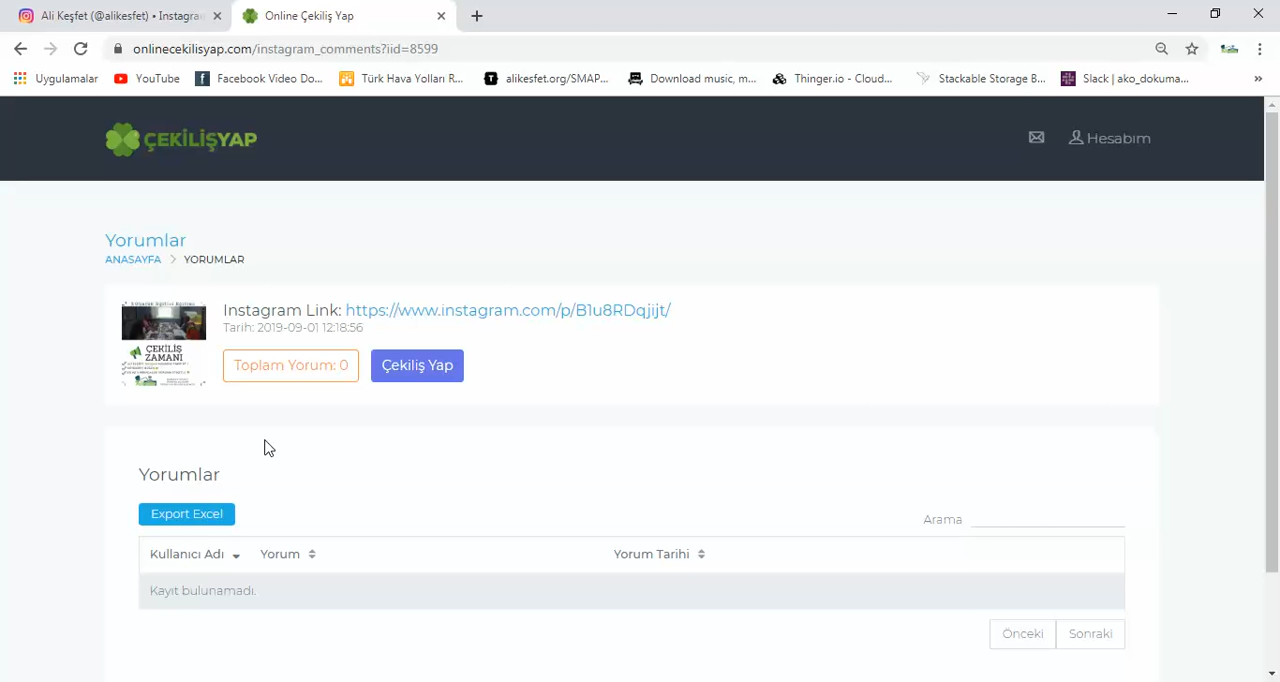 Ali Keşfet (@alikesfet) • Instagra
Online Çekiliş Yap
onlinecekilisyap.com/instagram_comments?iid=8599
Uygulamalar
YouTube
Facebook Video Do...
Türk Hava Yolları R...
alikesfet.org/SMAP...
Download music, m...
Thinger.io - Cloud...
Stackable Storage B...
Slack | ako_dokuma...
»
ÇEKİLİŞYAP
Hesabım
Yorumlar
ANASAYFA > YORUMLAR
Instagram Link: https://www.instagram.com/p/B1u8RDqjijt/
Tarih: 2019-09-01 12:18:56
ÇEKİLİŞ
ZAMANI
Toplam Yorum: 0
Çekiliş Yap
Yorumlar
Export Excel
Arama
Kullanıcı Adı
Yorum
Yorum Tarihi
Kayıt bulunamadı.
Önceki
Sonraki